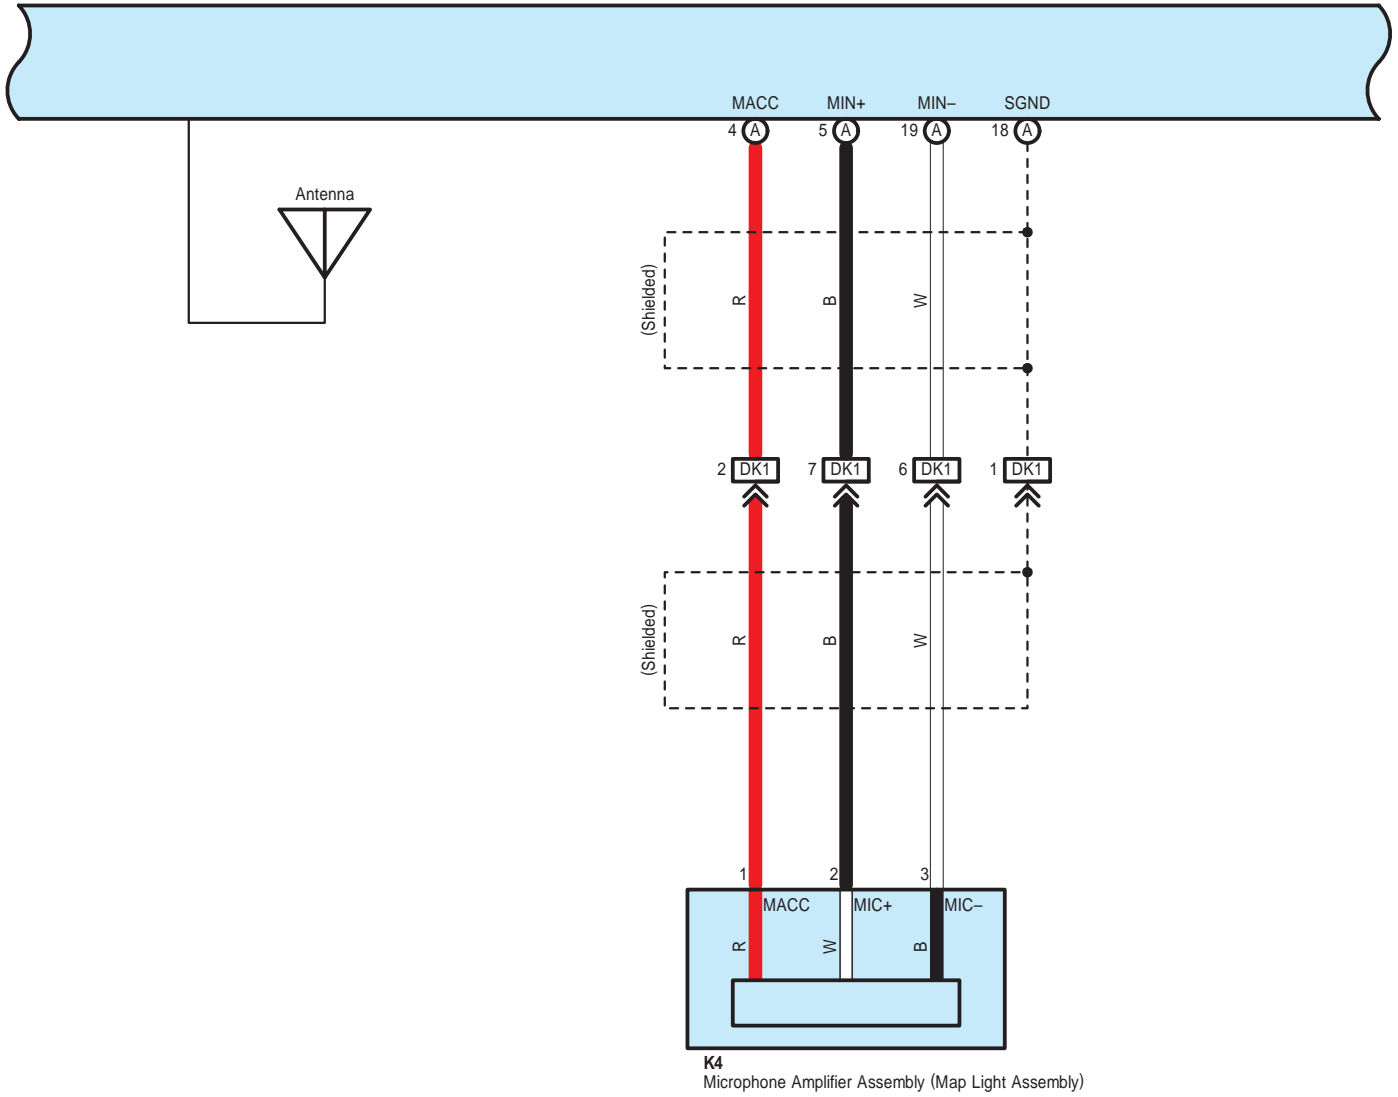 MACC MIN+ MIN– SGND
4 A 5 A 19 A 18 A
Antenna
(Shielded) R B W
2 DK1 7 DK1 6 DK1 1 DK1
(Shielded) R B W
1 2 3
MACC MIC+ MIC–
R W B
K4
Microphone Amplifier Assembly (Map Light Assembly)